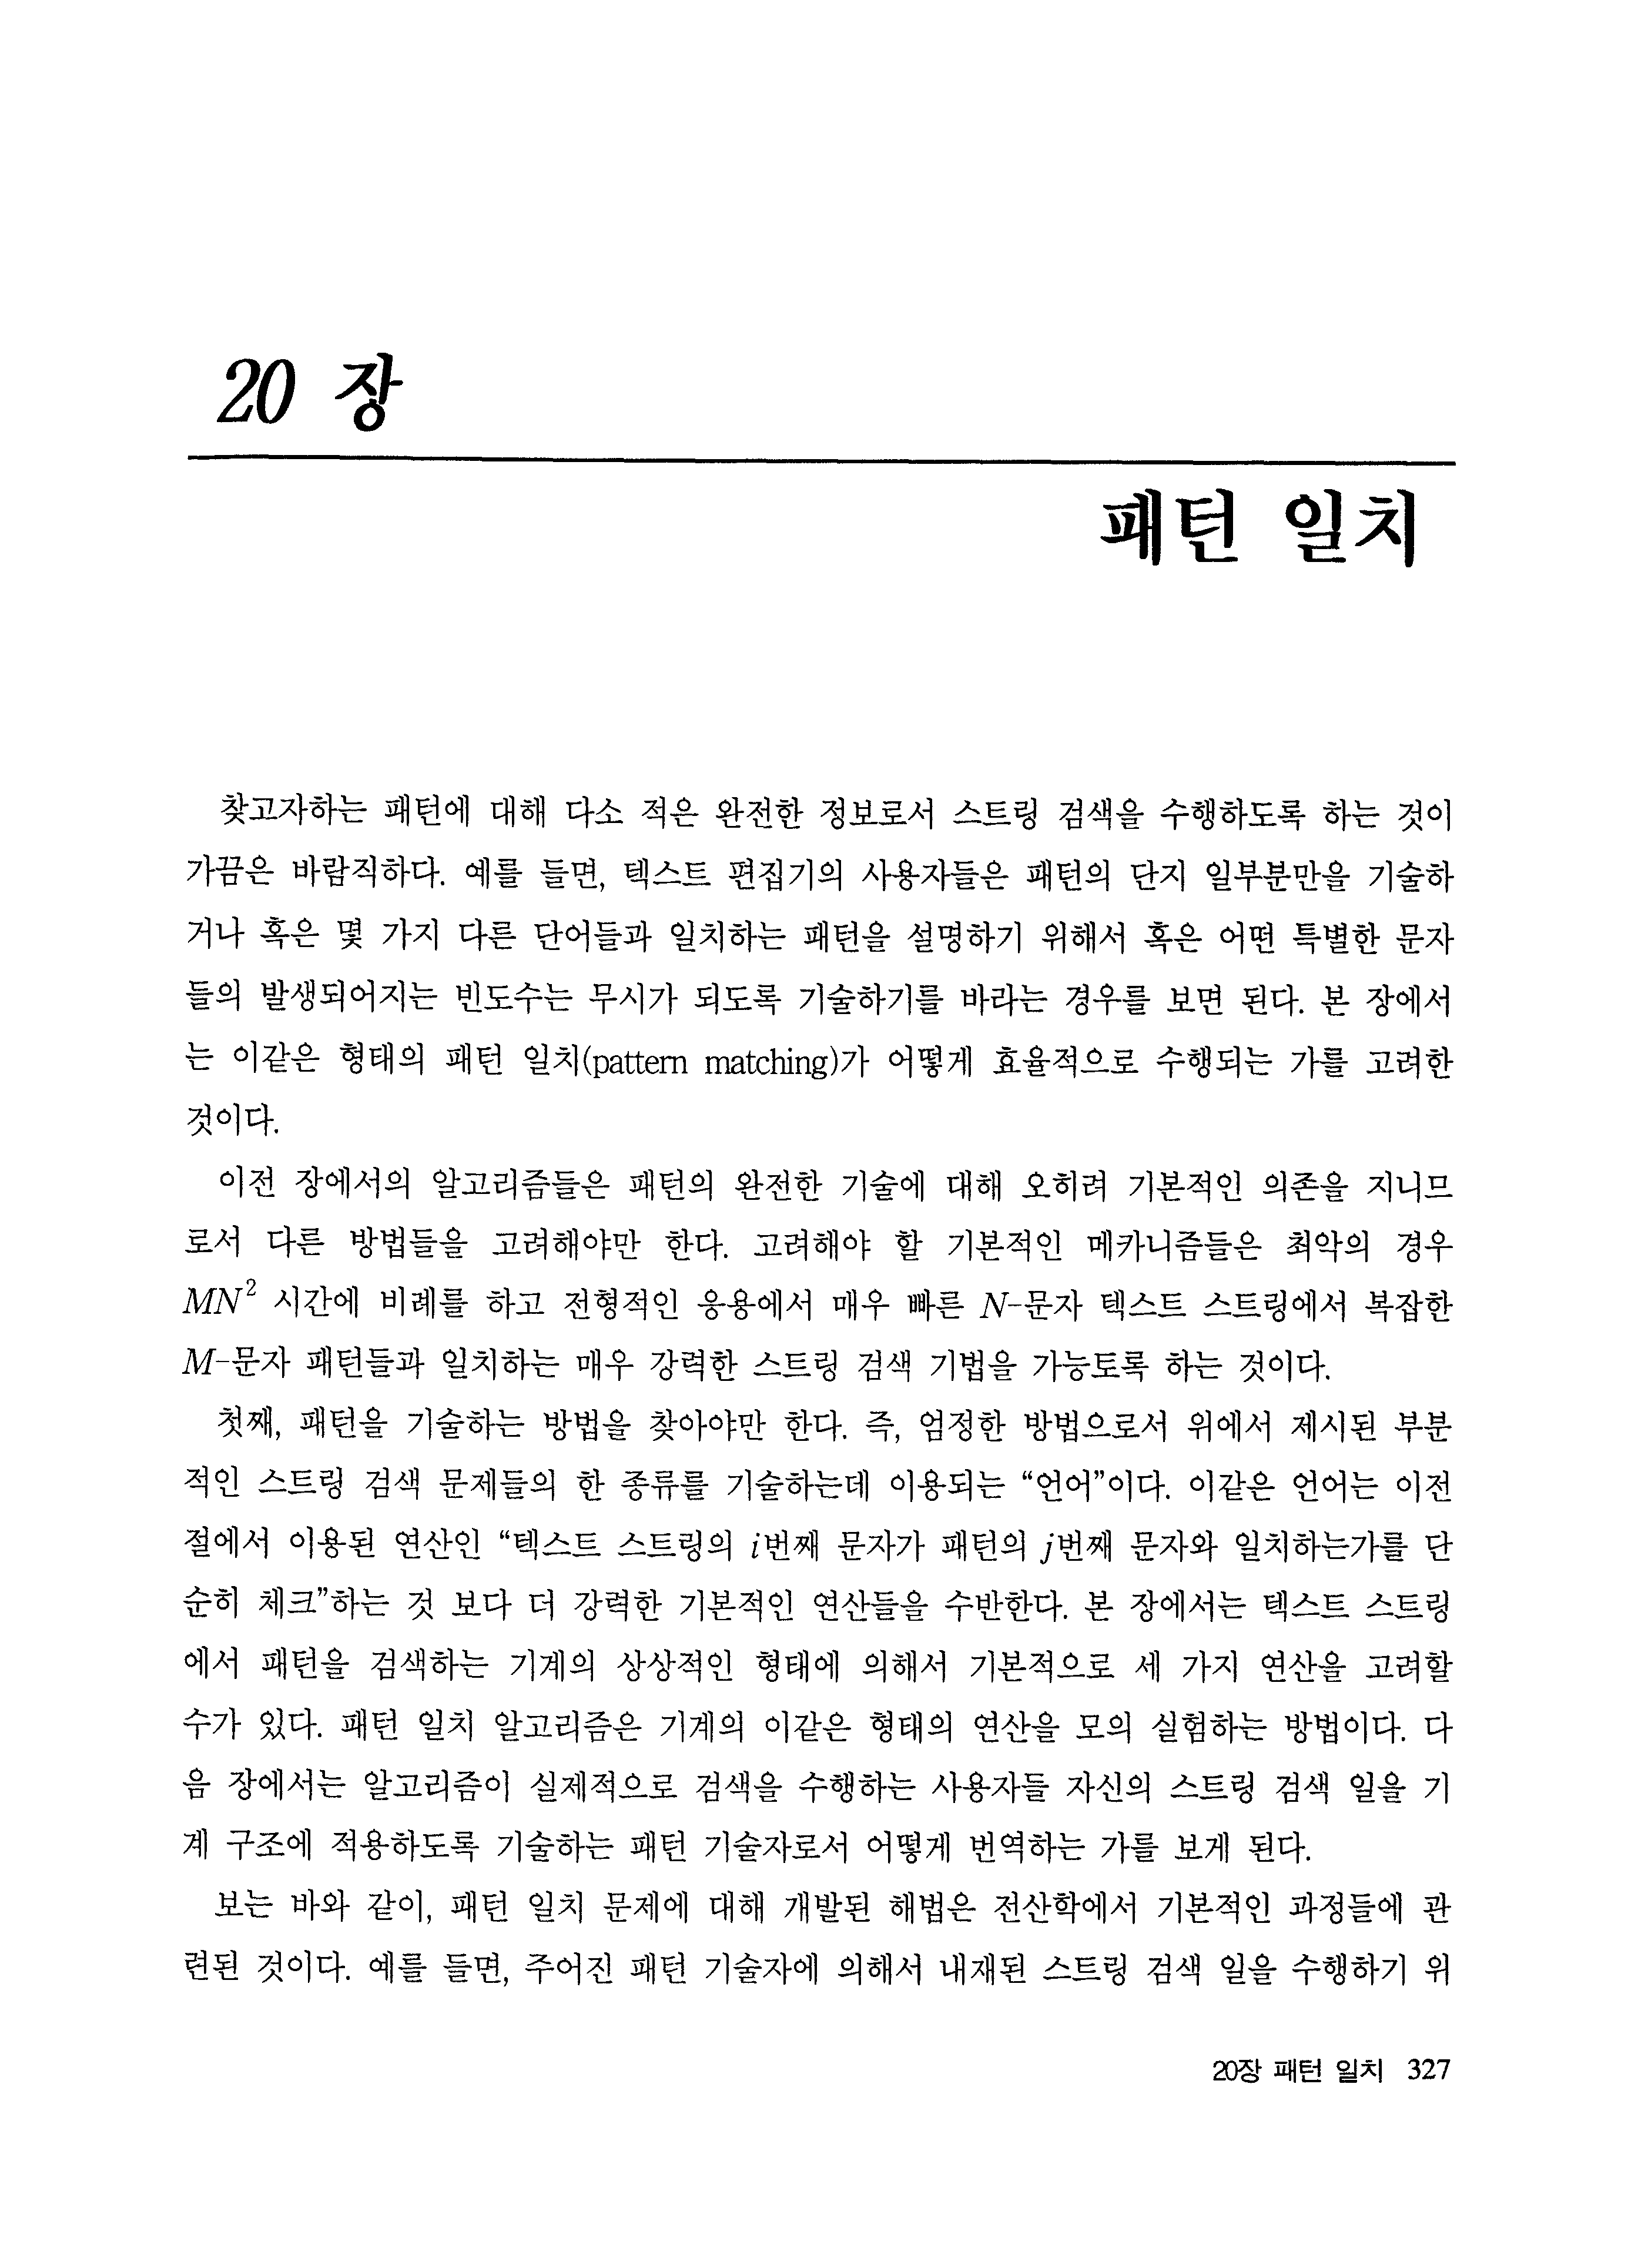 20 장
패턴 일치
찾고자하는 패턴에 대해 다소 적은 완전한 정보로서 스트링 검색을 수행하도록 하는 것이
가끔은 바람직하다. 예를 들면, 텍스트 편집기의 사용자들은 패턴의 단지 일부분만을 기술하
거나 혹은 몇 가지 다른 단어들과 일치하는 패턴을 설명하기 위해서 혹은 어떤 특별한 문자
들의 발생되어지는 빈도수는 무시가 되도록 기술하기를 바라는 경우를 보면 된다. 본 장에서
는 이같은 형태의 패턴 일치(pattern matching)가 어떻게 효율적으로 수행되는 가를 고려한
것이다.
이전 장에서의 알고리즘들은 패턴의 완전한 기술에 대해 오히려 기본적인 의존을 지니므
로서 다른 방법들을 고려해야만 한다. 고려해야 할 기본적인 메카니즘들은 최악의 경우
MN² 시간에 비례를 하고 전형적인 응용에서 매우 빠른 N-문자 텍스트 스트링에서 복잡한
M-문자 패턴들과 일치하는 매우 강력한 스트링 검색 기법을 가능토록 하는 것이다.
첫째, 패턴을 기술하는 방법을 찾아야만 한다. 즉, 엄정한 방법으로서 위에서 제시된 부분
적인 스트링 검색 문제들의 한 종류를 기술하는데 이용되는 “언어”이다. 이같은 언어는 이전
절에서 이용된 연산인 “텍스트 스트링의 i번째 문자가 패턴의 j번째 문자와 일치하는가를 단
순히 체크”하는 것 보다 더 강력한 기본적인 연산들을 수반한다. 본 장에서는 텍스트 스트링
에서 패턴을 검색하는 기계의 상상적인 형태에 의해서 기본적으로 세 가지 연산을 고려할
수가 있다. 패턴 일치 알고리즘은 기계의 이같은 형태의 연산을 모의 실험하는 방법이다. 다
음 장에서는 알고리즘이 실제적으로 검색을 수행하는 사용자들 자신의 스트링 검색 일을 기
계 구조에 적용하도록 기술하는 패턴 기술자로서 어떻게 번역하는 가를 보게 된다.
보는 바와 같이, 패턴 일치 문제에 대해 개발된 해법은 전산학에서 기본적인 과정들에 관
련된 것이다. 예를 들면, 주어진 패턴 기술자에 의해서 내재된 스트링 검색 일을 수행하기 위
20장 패턴 일치 327